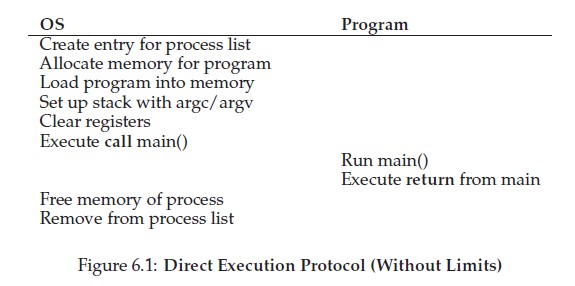 OS Program
Create entry for process list
Allocate memory for program
Load program into memory
Set up stack with argc/argv
Clear registers
Execute call main()
Run main()
Execute return from main
Free memory of process
Remove from process list
Figure 6.1: Direct Execution Protocol (Without Limits)